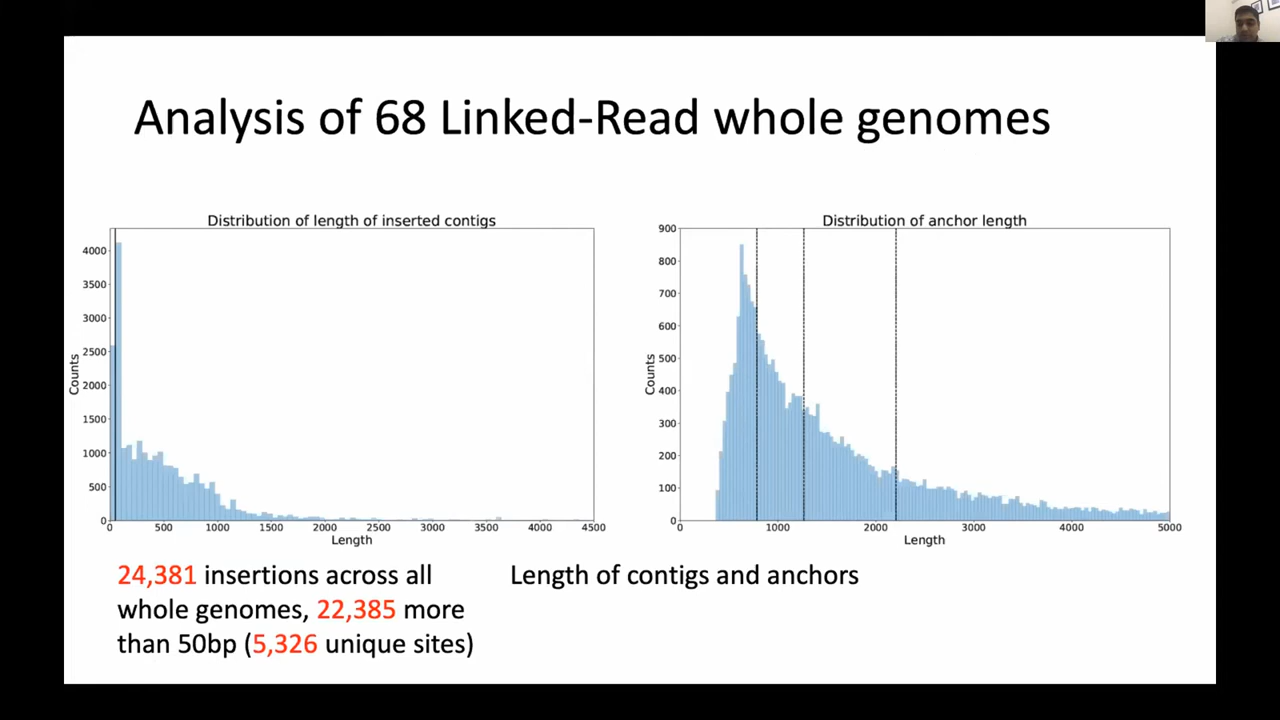 Analysis of 68 Linked-Read whole genomes
Distribution of length of inserted contigs
Counts
4000
3500
3000
2500
2000
1500
1000
500
0
0 500 1000 1500 2000 2500 3000 3500 4000 4500
Length
Distribution of anchor length
Counts
900
800
700
600
500
400
300
200
100
0
0 1000 2000 3000 4000 5000
Length
24,381 insertions across all
whole genomes, 22,385 more
than 50bp (5,326 unique sites)
Length of contigs and anchors